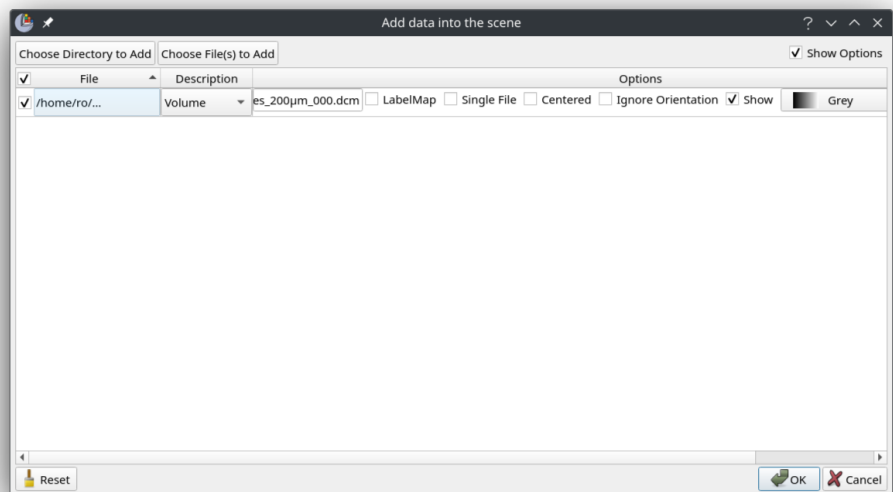 Add data into the scene
Choose Directory to Add Choose File(s) to Add Show Options
File Description Options
/home/ro/... Volume es_200μm_000.dcm LabelMap Single File Centered Ignore Orientation Show Grey
Reset OK Cancel